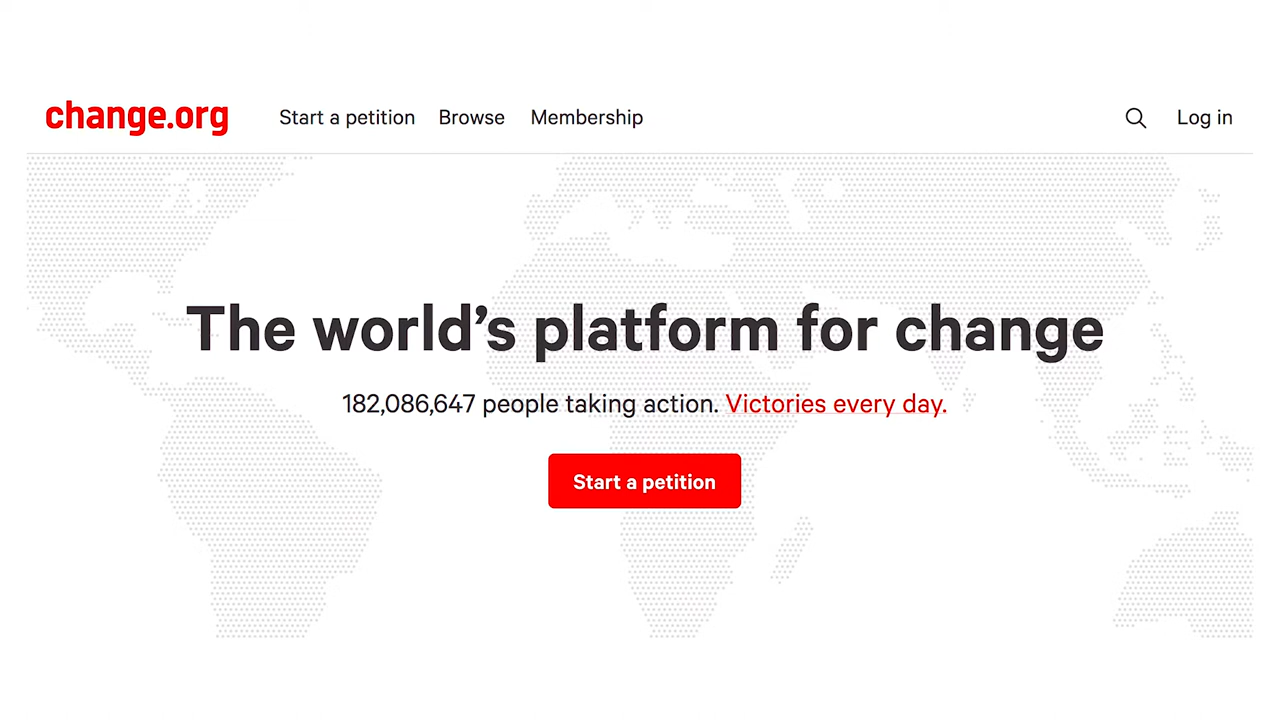 change.org Start a petition Browse Membership Log in
The world’s platform for change
182,086,647 people taking action. Victories every day.
Start a petition